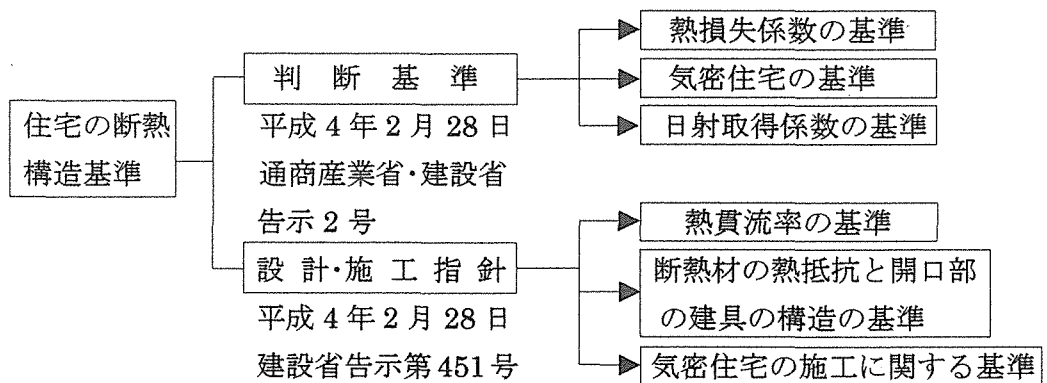 住宅の断熱
構造基準
判断基準
平成4年2月28日
通商産業省・建設省
告示2号
熱損失係数の基準
気密住宅の基準
日射取得係数の基準
設計・施工指針
平成4年2月28日
建設省告示第451号
熱貫流率の基準
断熱材の熱抵抗と開口部
の建具の構造の基準
気密住宅の施工に関する基準